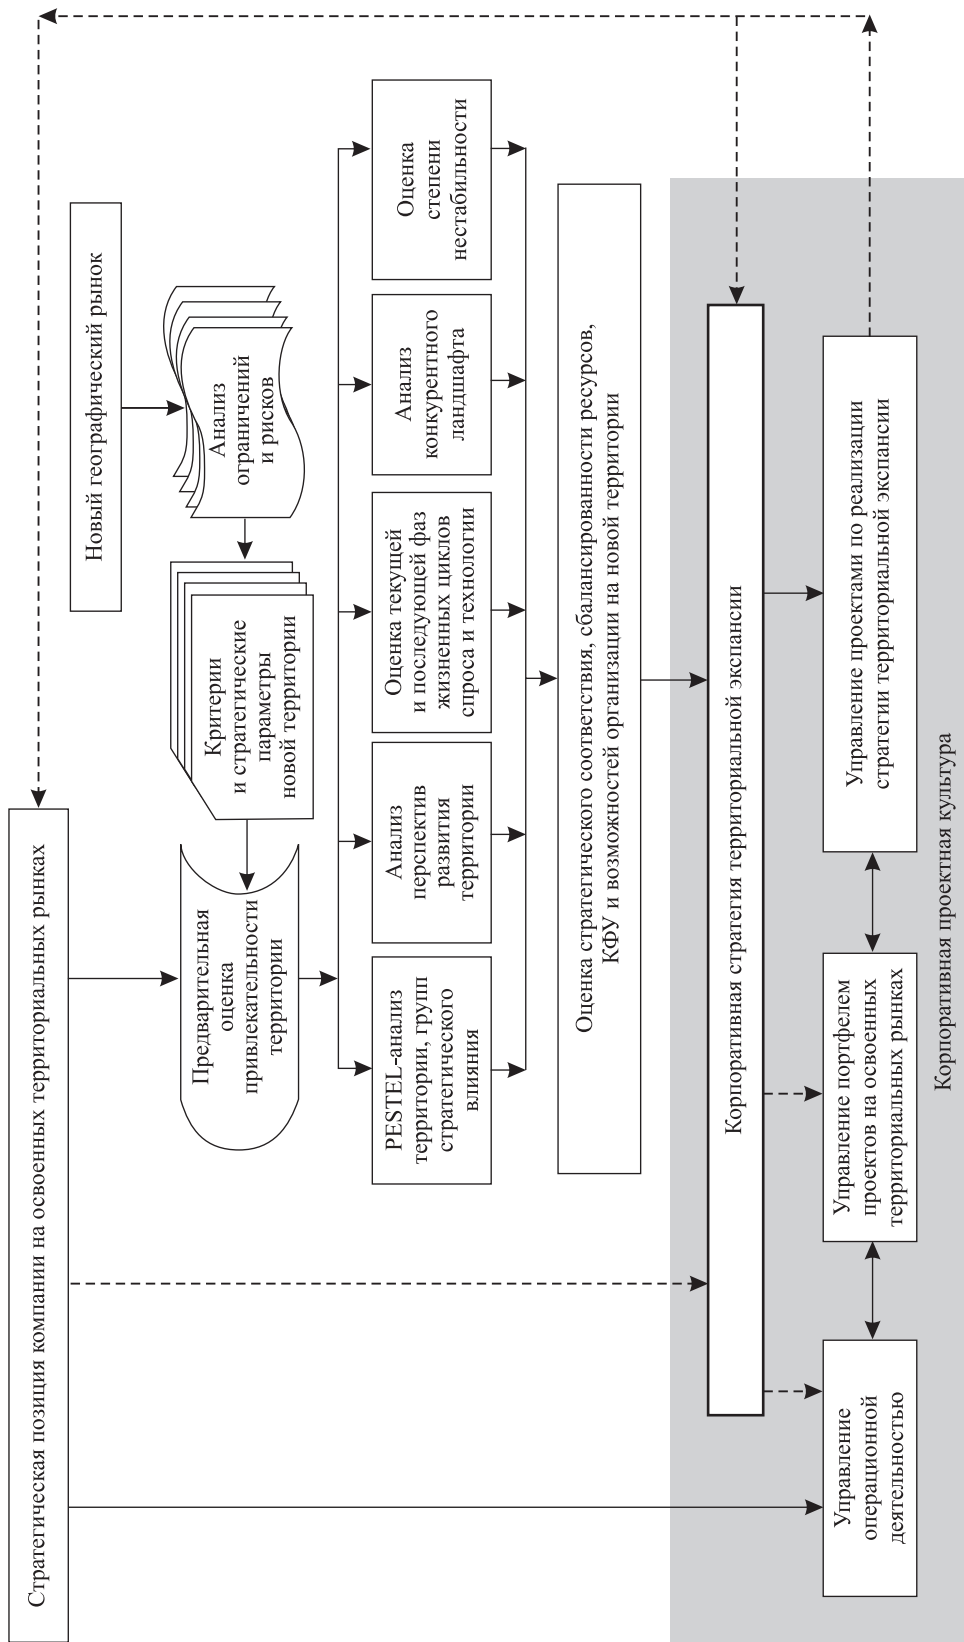 Стратегическая позиция компании на освоенных территориальных рынках
Новый географический рынок
Предварительная
оценка
привлекательности
территории
Критерии
и стратегические
параметры
новой территории
Анализ
ограничений
и рисков
PESTEL-анализ
территории, групп
стратегического
влияния
Анализ
перспектив
развития
территории
Оценка текущей
и последующей фаз
жизненных циклов
спроса и технологии
Анализ
конкурентного
ландшафта
Оценка
степени
нестабильности
Оценка стратегического соответствия, сбалансированности ресурсов,
КФУ и возможностей организации на новой территории
Корпоративная стратегия территориальной экспансии
Управление
операционной
деятельностью
Управление портфелем
проектов на освоенных
территориальных рынках
Управление проектами по реализации
стратегии территориальной экспансии
Корпоративная проектная культура